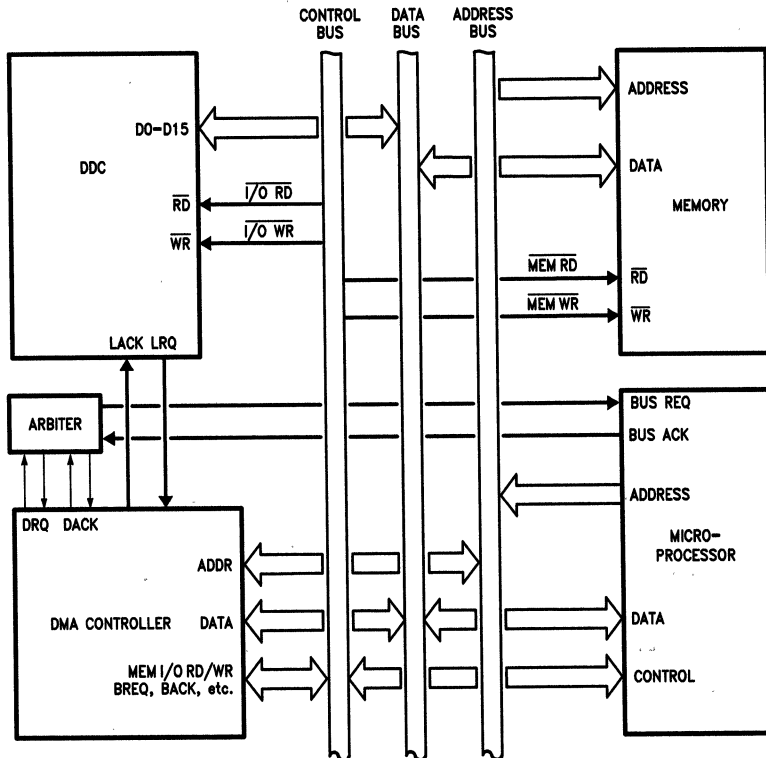 CONTROL BUS
DATA BUS
ADDRESS BUS
DDC
D0-D15
RD
WR
I/O RD
I/O WR
LACK LRQ
ADDRESS
DATA
MEMORY
MEM RD
RD
MEM WR
WR
ARBITER
BUS REQ
BUS ACK
DRQ DACK
ADDRESS
MICRO-
PROCESSOR
ADDR
DMA CONTROLLER
DATA
DATA
MEM I/O RD/WR
BREQ, BACK, etc.
CONTROL